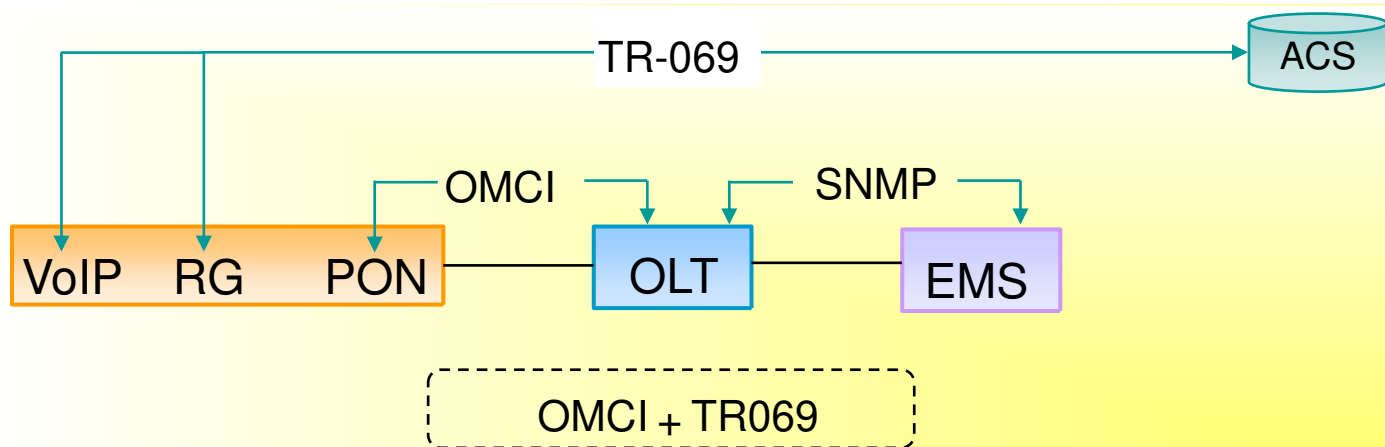 TR-069
ACS
OMCI
SNMP
VoIP RG PON
OLT
EMS
OMCI + TR069